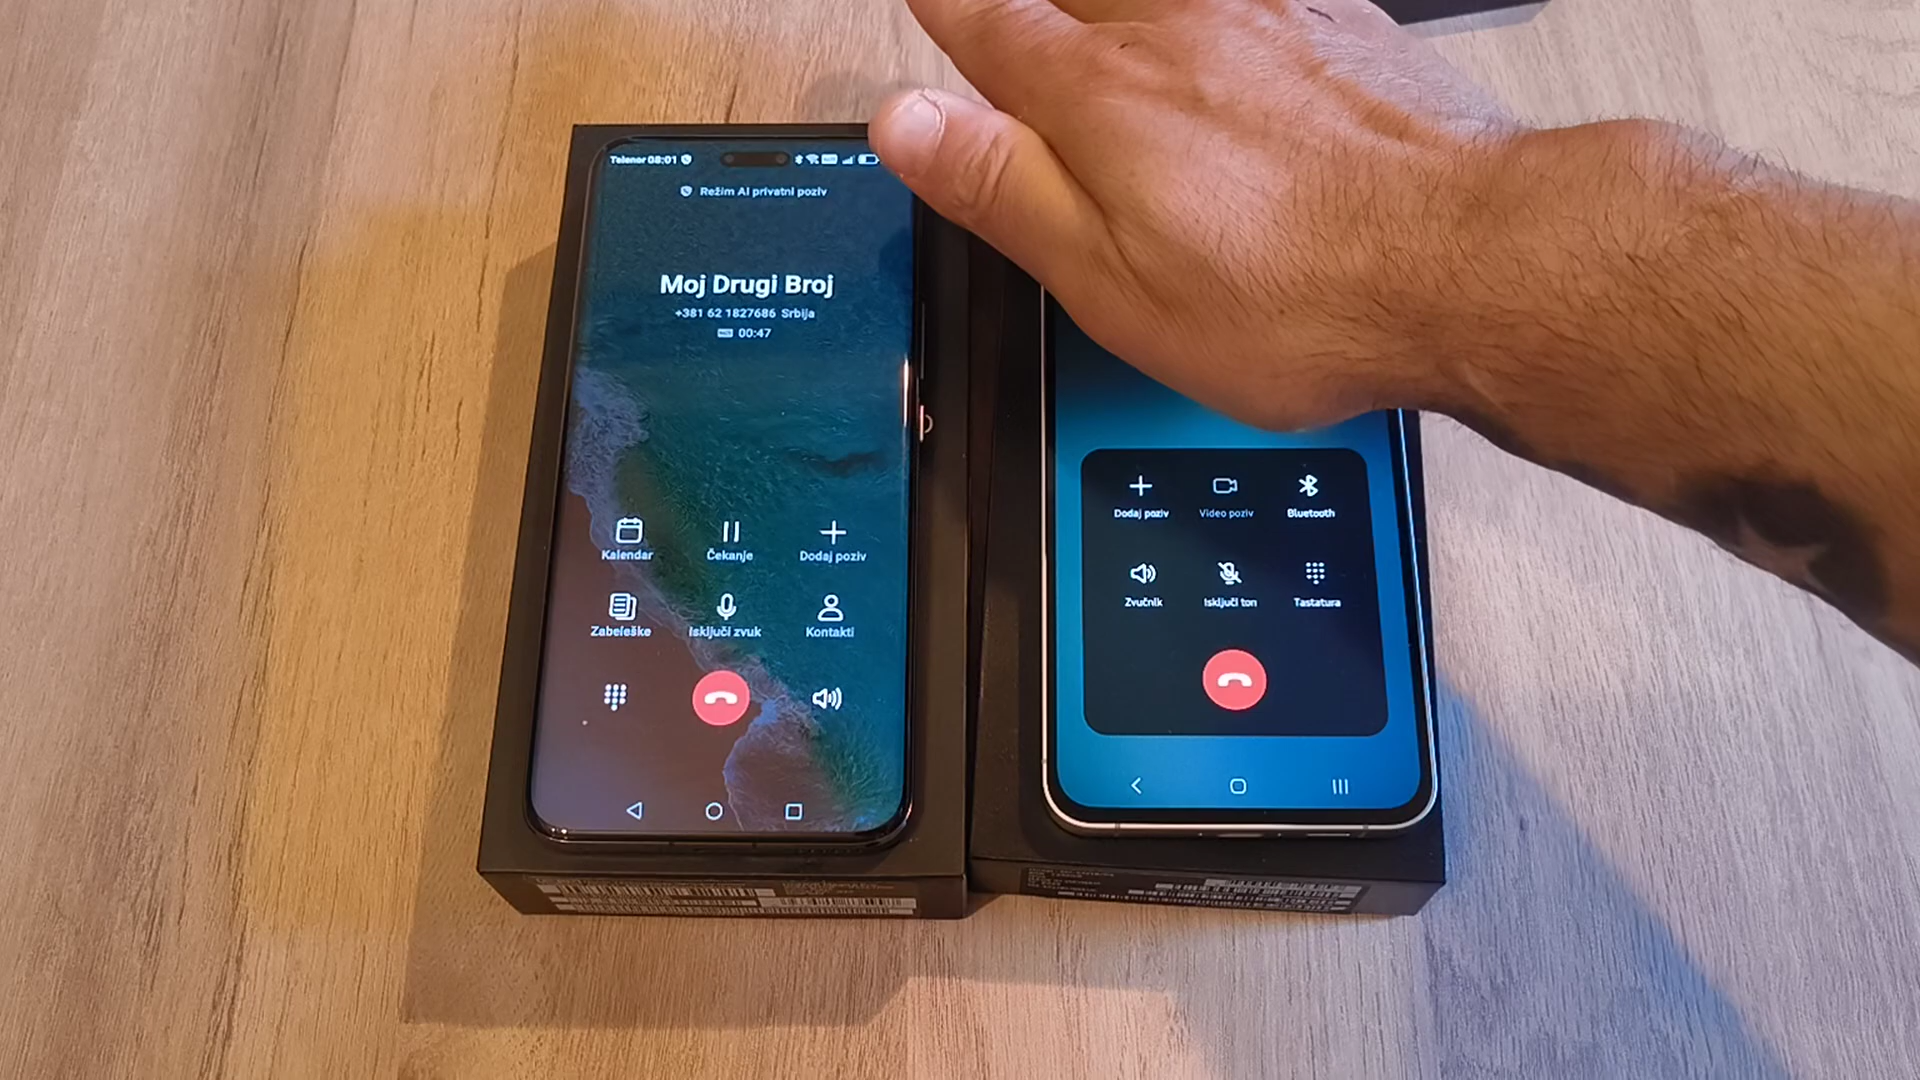 Telenor 08:01
Režim AI privatni poziv
Moj Drugi Broj
+381 62 1827686 Srbija
00:47
Kalendar
Čekanje
Dodaj poziv
Zabeleške
Isključi zvuk
Kontakti
Dodaj poziv
Video poziv
Bluetooth
Zvučnik
Isključi ton
Tastatura